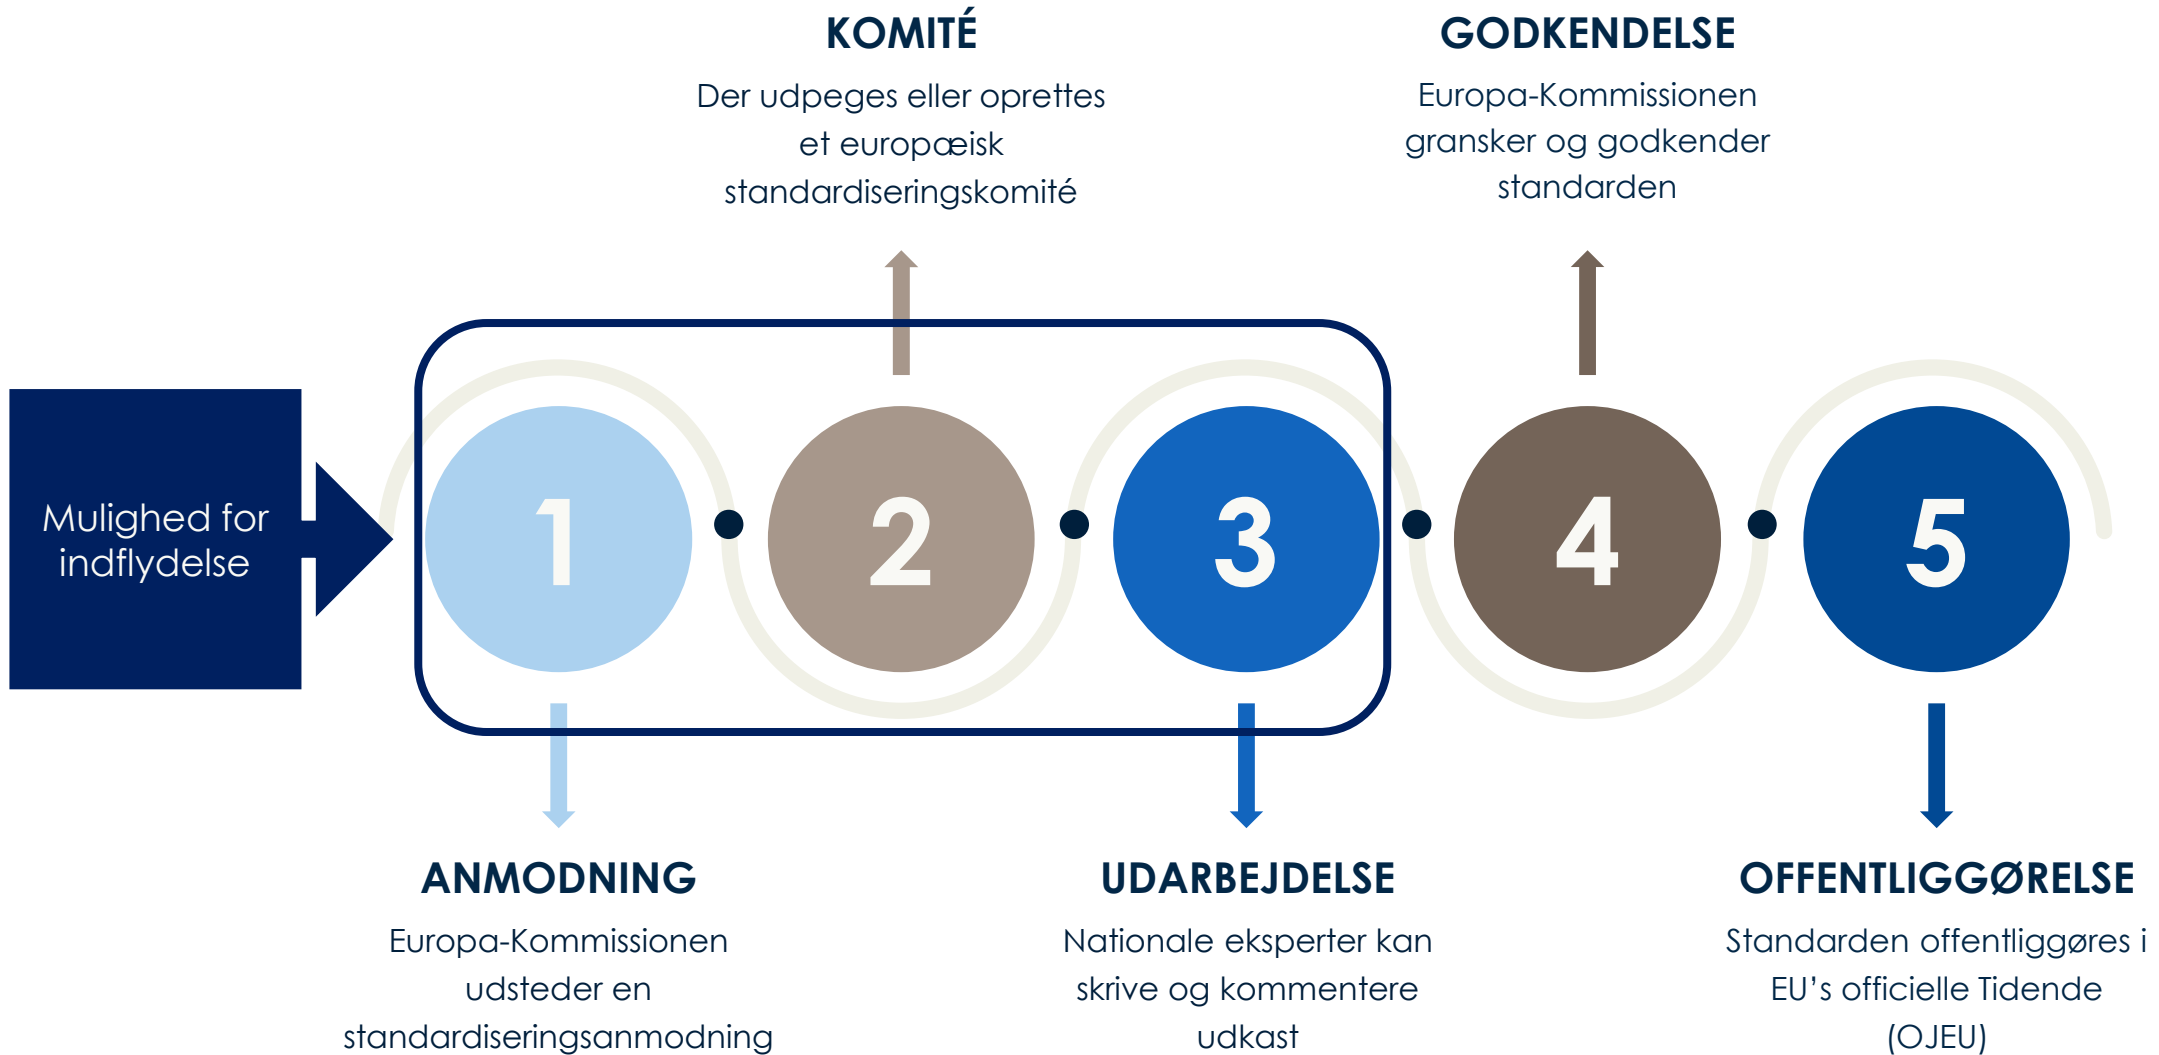 KOMITÉ
Der udpeges eller oprettes
et europæisk
standardiseringskomité
GODKENDELSE
Europa-Kommissionen
gransker og godkender
standarden
Mulighed for
indflydelse
1
2
3
4
5
ANMODNING
Europa-Kommissionen
udsteder en
standardiseringsanmodning
UDARBEJDELSE
Nationale eksperter kan
skrive og kommentere
udkast
OFFENTLIGGØRELSE
Standarden offentliggøres i
EU’s officielle Tidende
(OJEU)